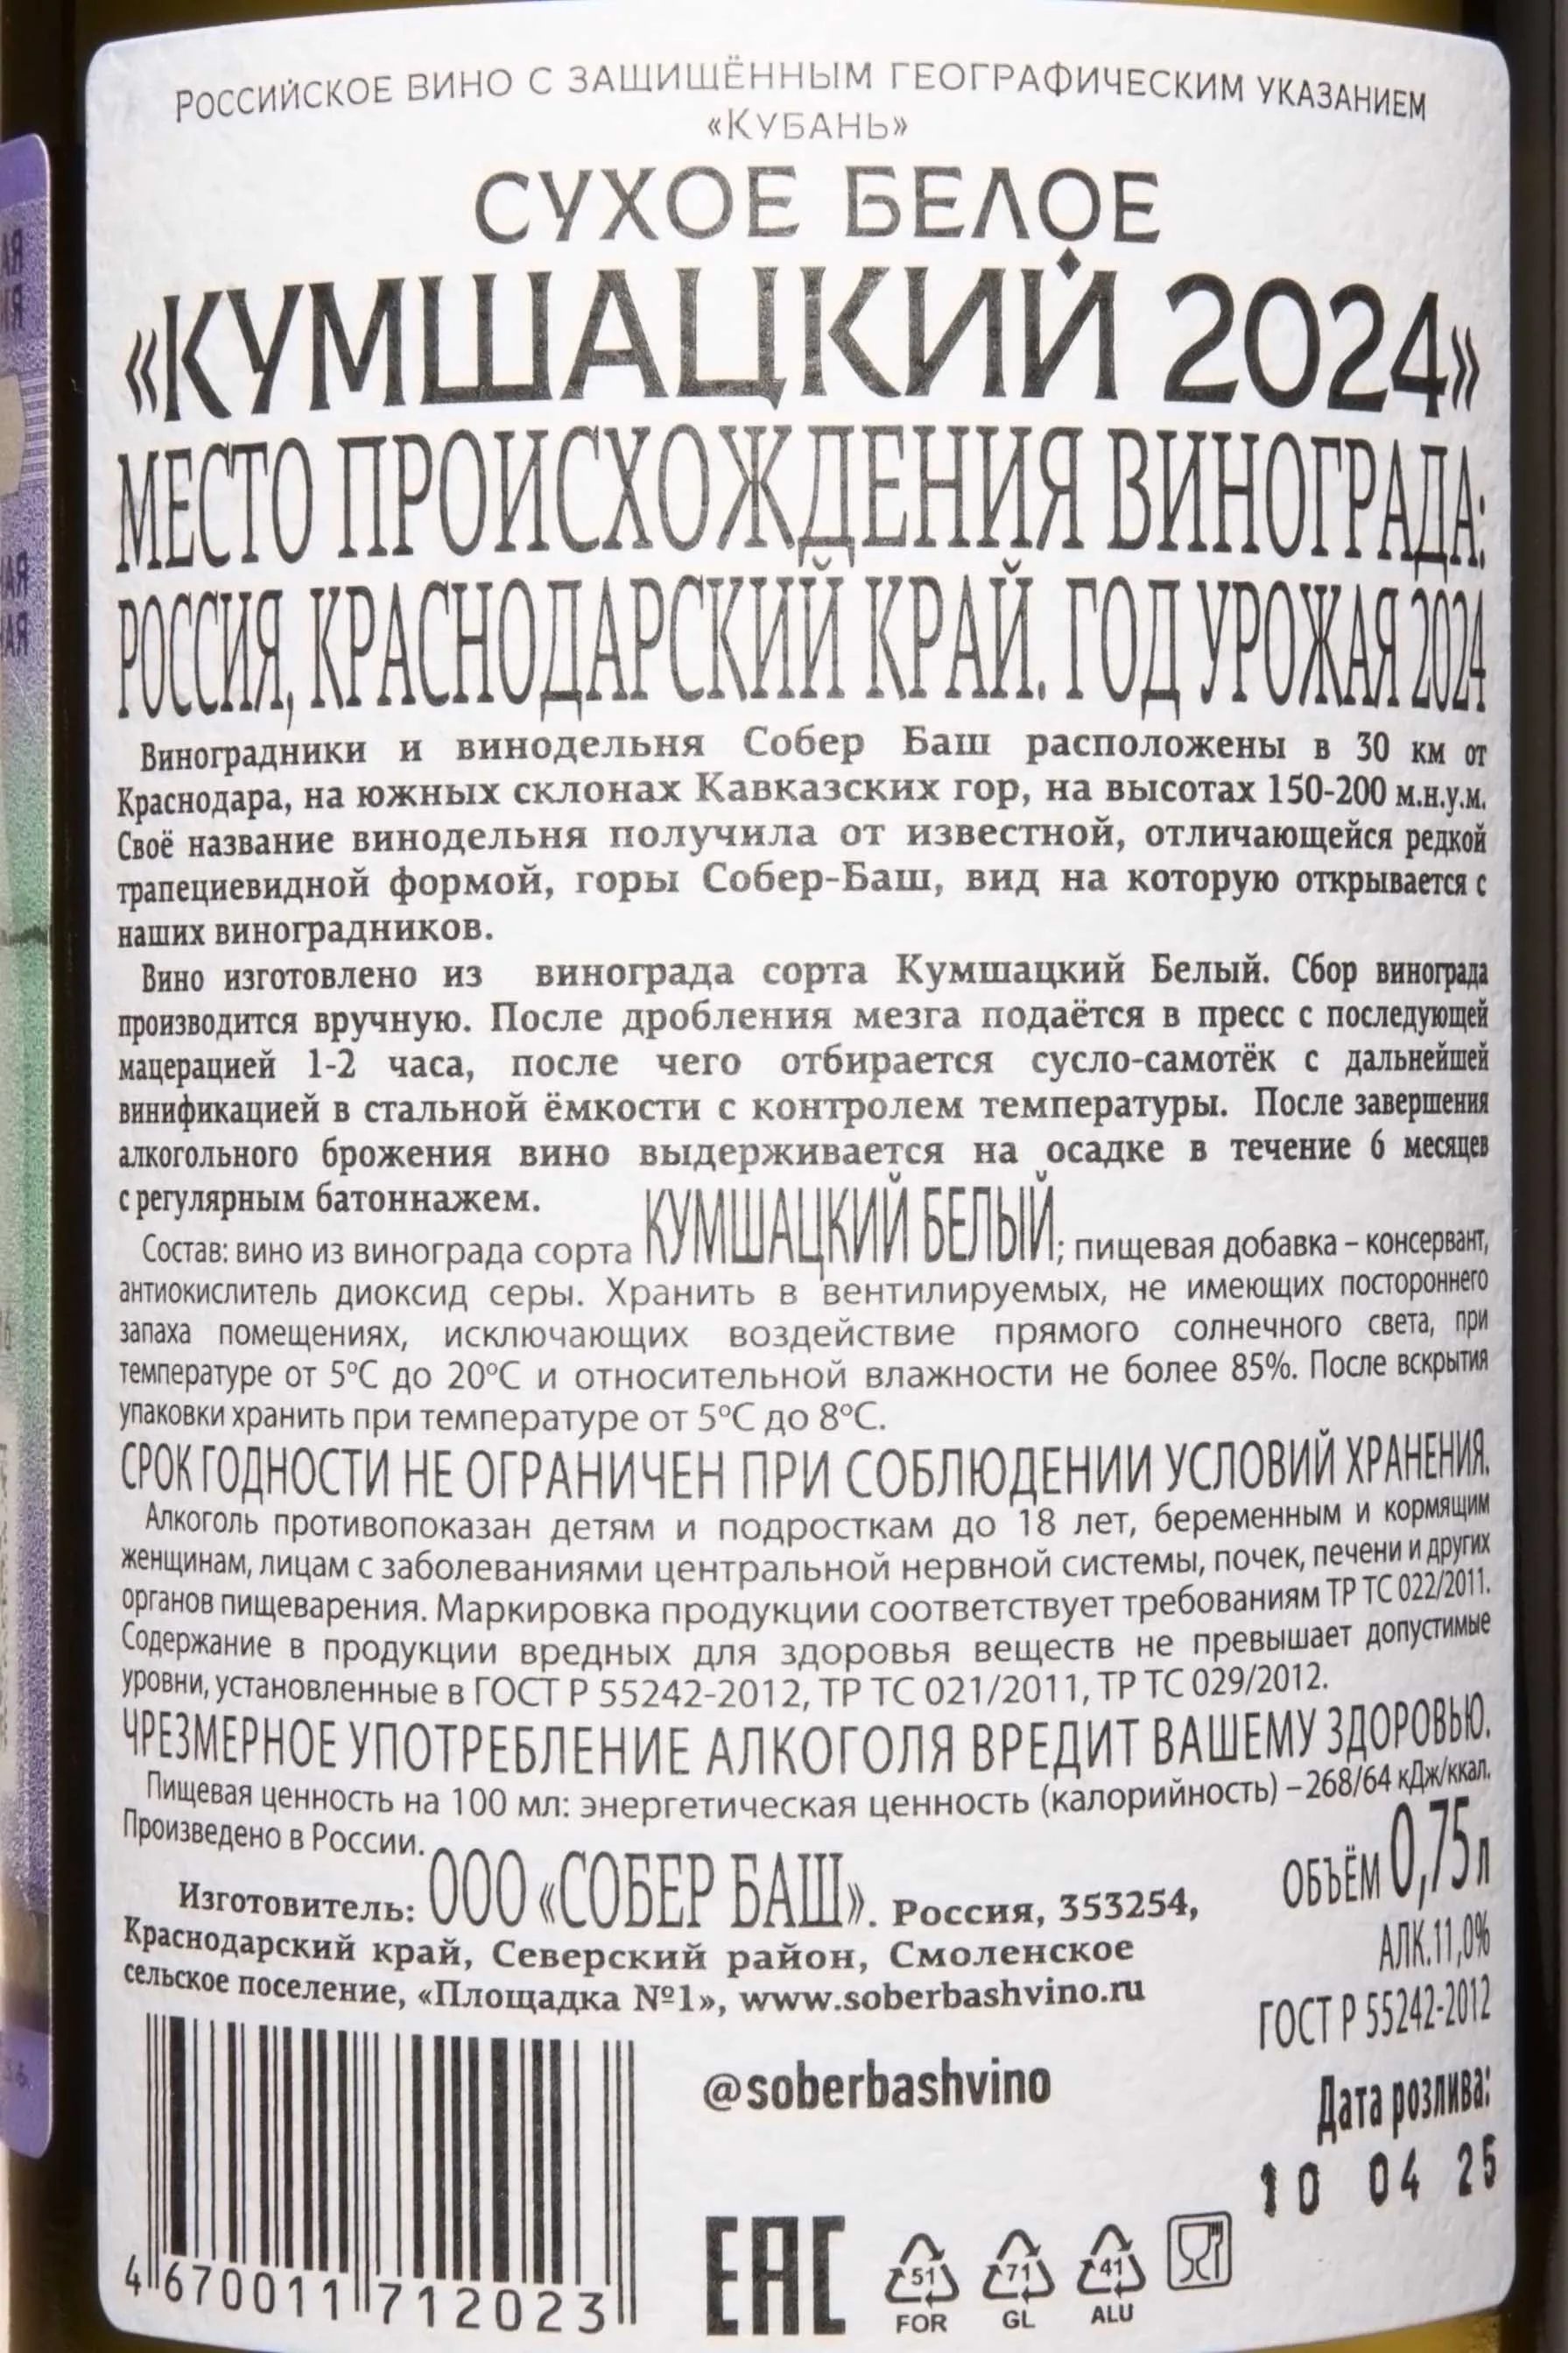 РОССИЙСКОЕ ВИНО С ЗАЩИЩЁННЫМ ГЕОГРАФИЧЕСКИМ УКАЗАНИЕМ
«КУБАНЬ»
СУХОЕ БЕЛОЕ
«КУМШАЦКИЙ 2024»
МЕСТО ПРОИСХОЖДЕНИЯ ВИНОГРАДА:
РОССИЯ, КРАСНОДАРСКИЙ КРАЙ. ГОД УРОЖАЯ 2024
Виноградники и винодельня Собер Баш расположены в 30 км от
Краснодара, на южных склонах Кавказских гор, на высотах 150-200 м.н.у.м.
Своё название винодельня получила от известной, отличающейся редкой
трапециевидной формой, горы Собер-Баш, вид на которую открывается с
наших виноградников.
Вино изготовлено из винограда сорта Кумшацкий Белый. Сбор винограда
производится вручную. После дробления мезга подаётся в пресс с последующей
мацерацией 1-2 часа, после чего отбирается сусло-самотёк с дальнейшей
винификацией в стальной ёмкости с контролем температуры. После завершения
алкогольного брожения вино выдерживается на осадке в течение 6 месяцев
с регулярным батоннажем.
Состав: вино из винограда сорта КУМШАЦКИЙ БЕЛЫЙ; пищевая добавка – консервант,
антиокислитель диоксид серы. Хранить в вентилируемых, не имеющих постороннего
запаха помещениях, исключающих воздействие прямого солнечного света, при
температуре от 5ºС до 20ºС и относительной влажности не более 85%. После вскрытия
упаковки хранить при температуре от 5ºС до 8ºС.
СРОК ГОДНОСТИ НЕ ОГРАНИЧЕН ПРИ СОБЛЮДЕНИИ УСЛОВИЙ ХРАНЕНИЯ.
Алкоголь противопоказан детям и подросткам до 18 лет, беременным и кормящим
женщинам, лицам с заболеваниями центральной нервной системы, почек, печени и других
органов пищеварения. Маркировка продукции соответствует требованиям ТР ТС 022/2011.
Содержание в продукции вредных для здоровья веществ не превышает допустимые
уровни, установленные в ГОСТ Р 55242-2012, ТР ТС 021/2011, ТР ТС 029/2012.
ЧРЕЗМЕРНОЕ УПОТРЕБЛЕНИЕ АЛКОГОЛЯ ВРЕДИТ ВАШЕМУ ЗДОРОВЬЮ.
Пищевая ценность на 100 мл: энергетическая ценность (калорийность) – 268/64 кДж/ккал.
Произведено в России.
Изготовитель: ООО «СОБЕР БАШ». Россия, 353254,
Краснодарский край, Северский район, Смоленское
сельское поселение, «Площадка №1», www.soberbashvino.ru
ОБЪЁМ 0,75 л
АЛК. 11,0%
ГОСТ Р 55242-2012
Дата розлива:
10 04 25
@soberbashvino
4 670011 712023
EAC
51
FOR
71
GL
41
ALU